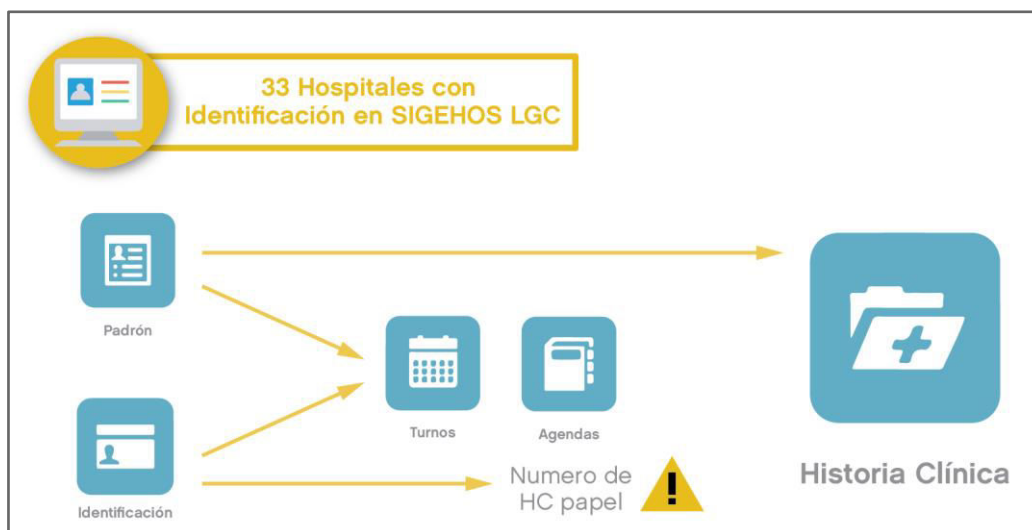 33 Hospitales con
Identificación en SIGEHOS LGC
Padrón
Turnos
Agendas
Historia Clínica
Numero de
HC papel
!
Identificación